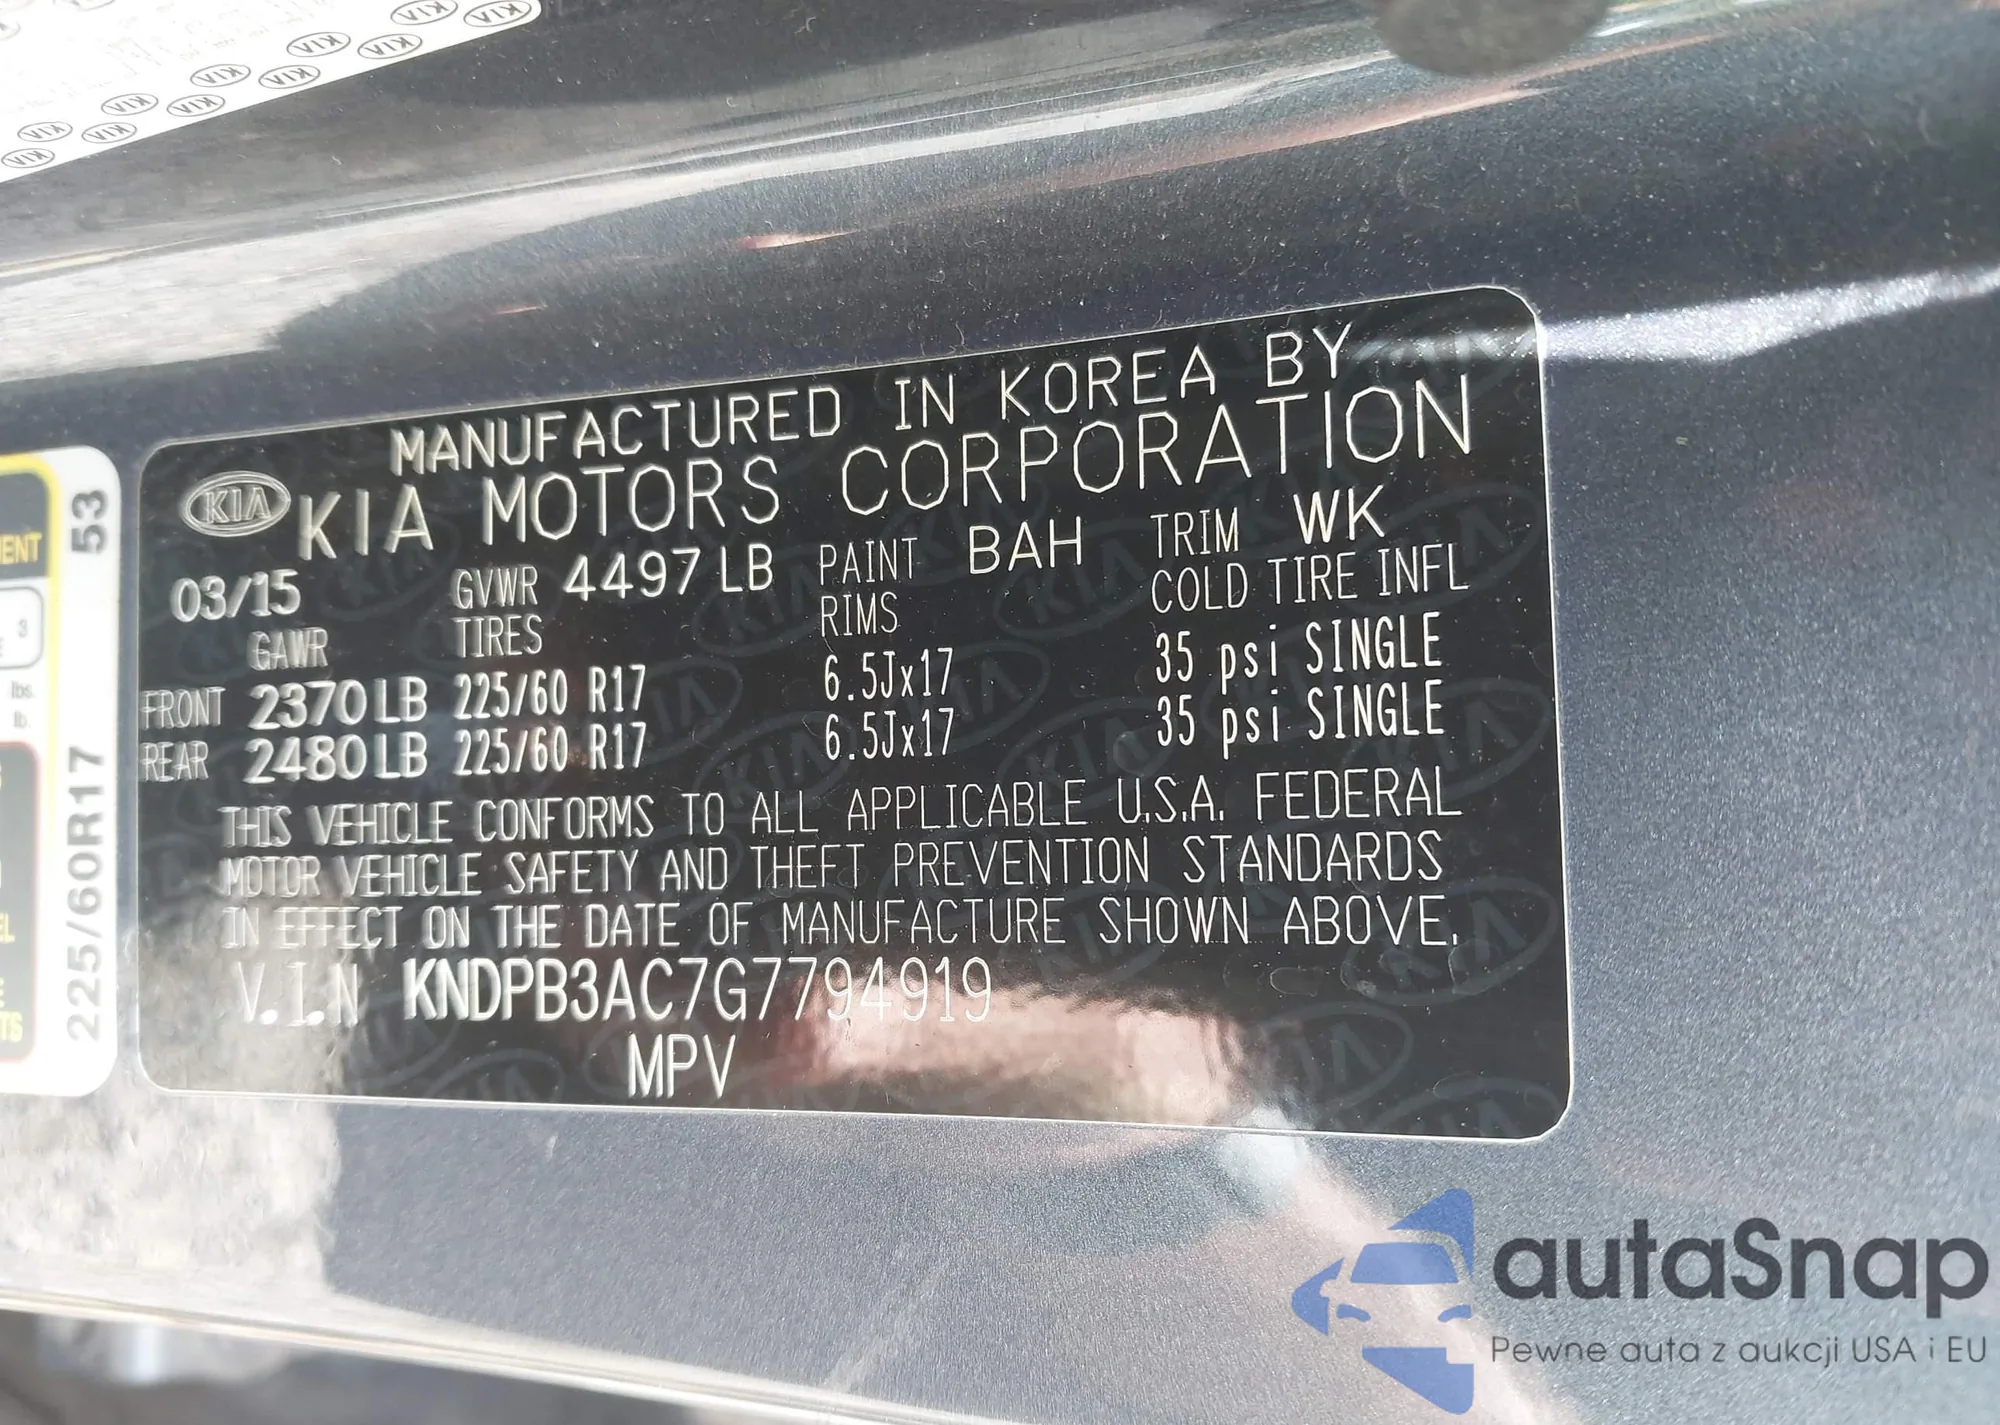 MANUFACTURED IN KOREA BY
KIA KIA MOTORS CORPORATION
03/15 GVWR 4497 LB PAINT BAH TRIM WK
GAWR TIRES RIMS COLD TIRE INFL
FRONT 2370 LB 225/60 R17 6.5Jx17 35 psi SINGLE
REAR 2480 LB 225/60 R17 6.5Jx17 35 psi SINGLE
THIS VEHICLE CONFORMS TO ALL APPLICABLE U.S.A. FEDERAL
MOTOR VEHICLE SAFETY AND THEFT PREVENTION STANDARDS
IN EFFECT ON THE DATE OF MANUFACTURE SHOWN ABOVE.
V.I.N KNDPB3AC7G7794919
MPV
225/60R17 53
3
lbs.
lb.
autaSnap
Pewne auta z aukcji USA i EU